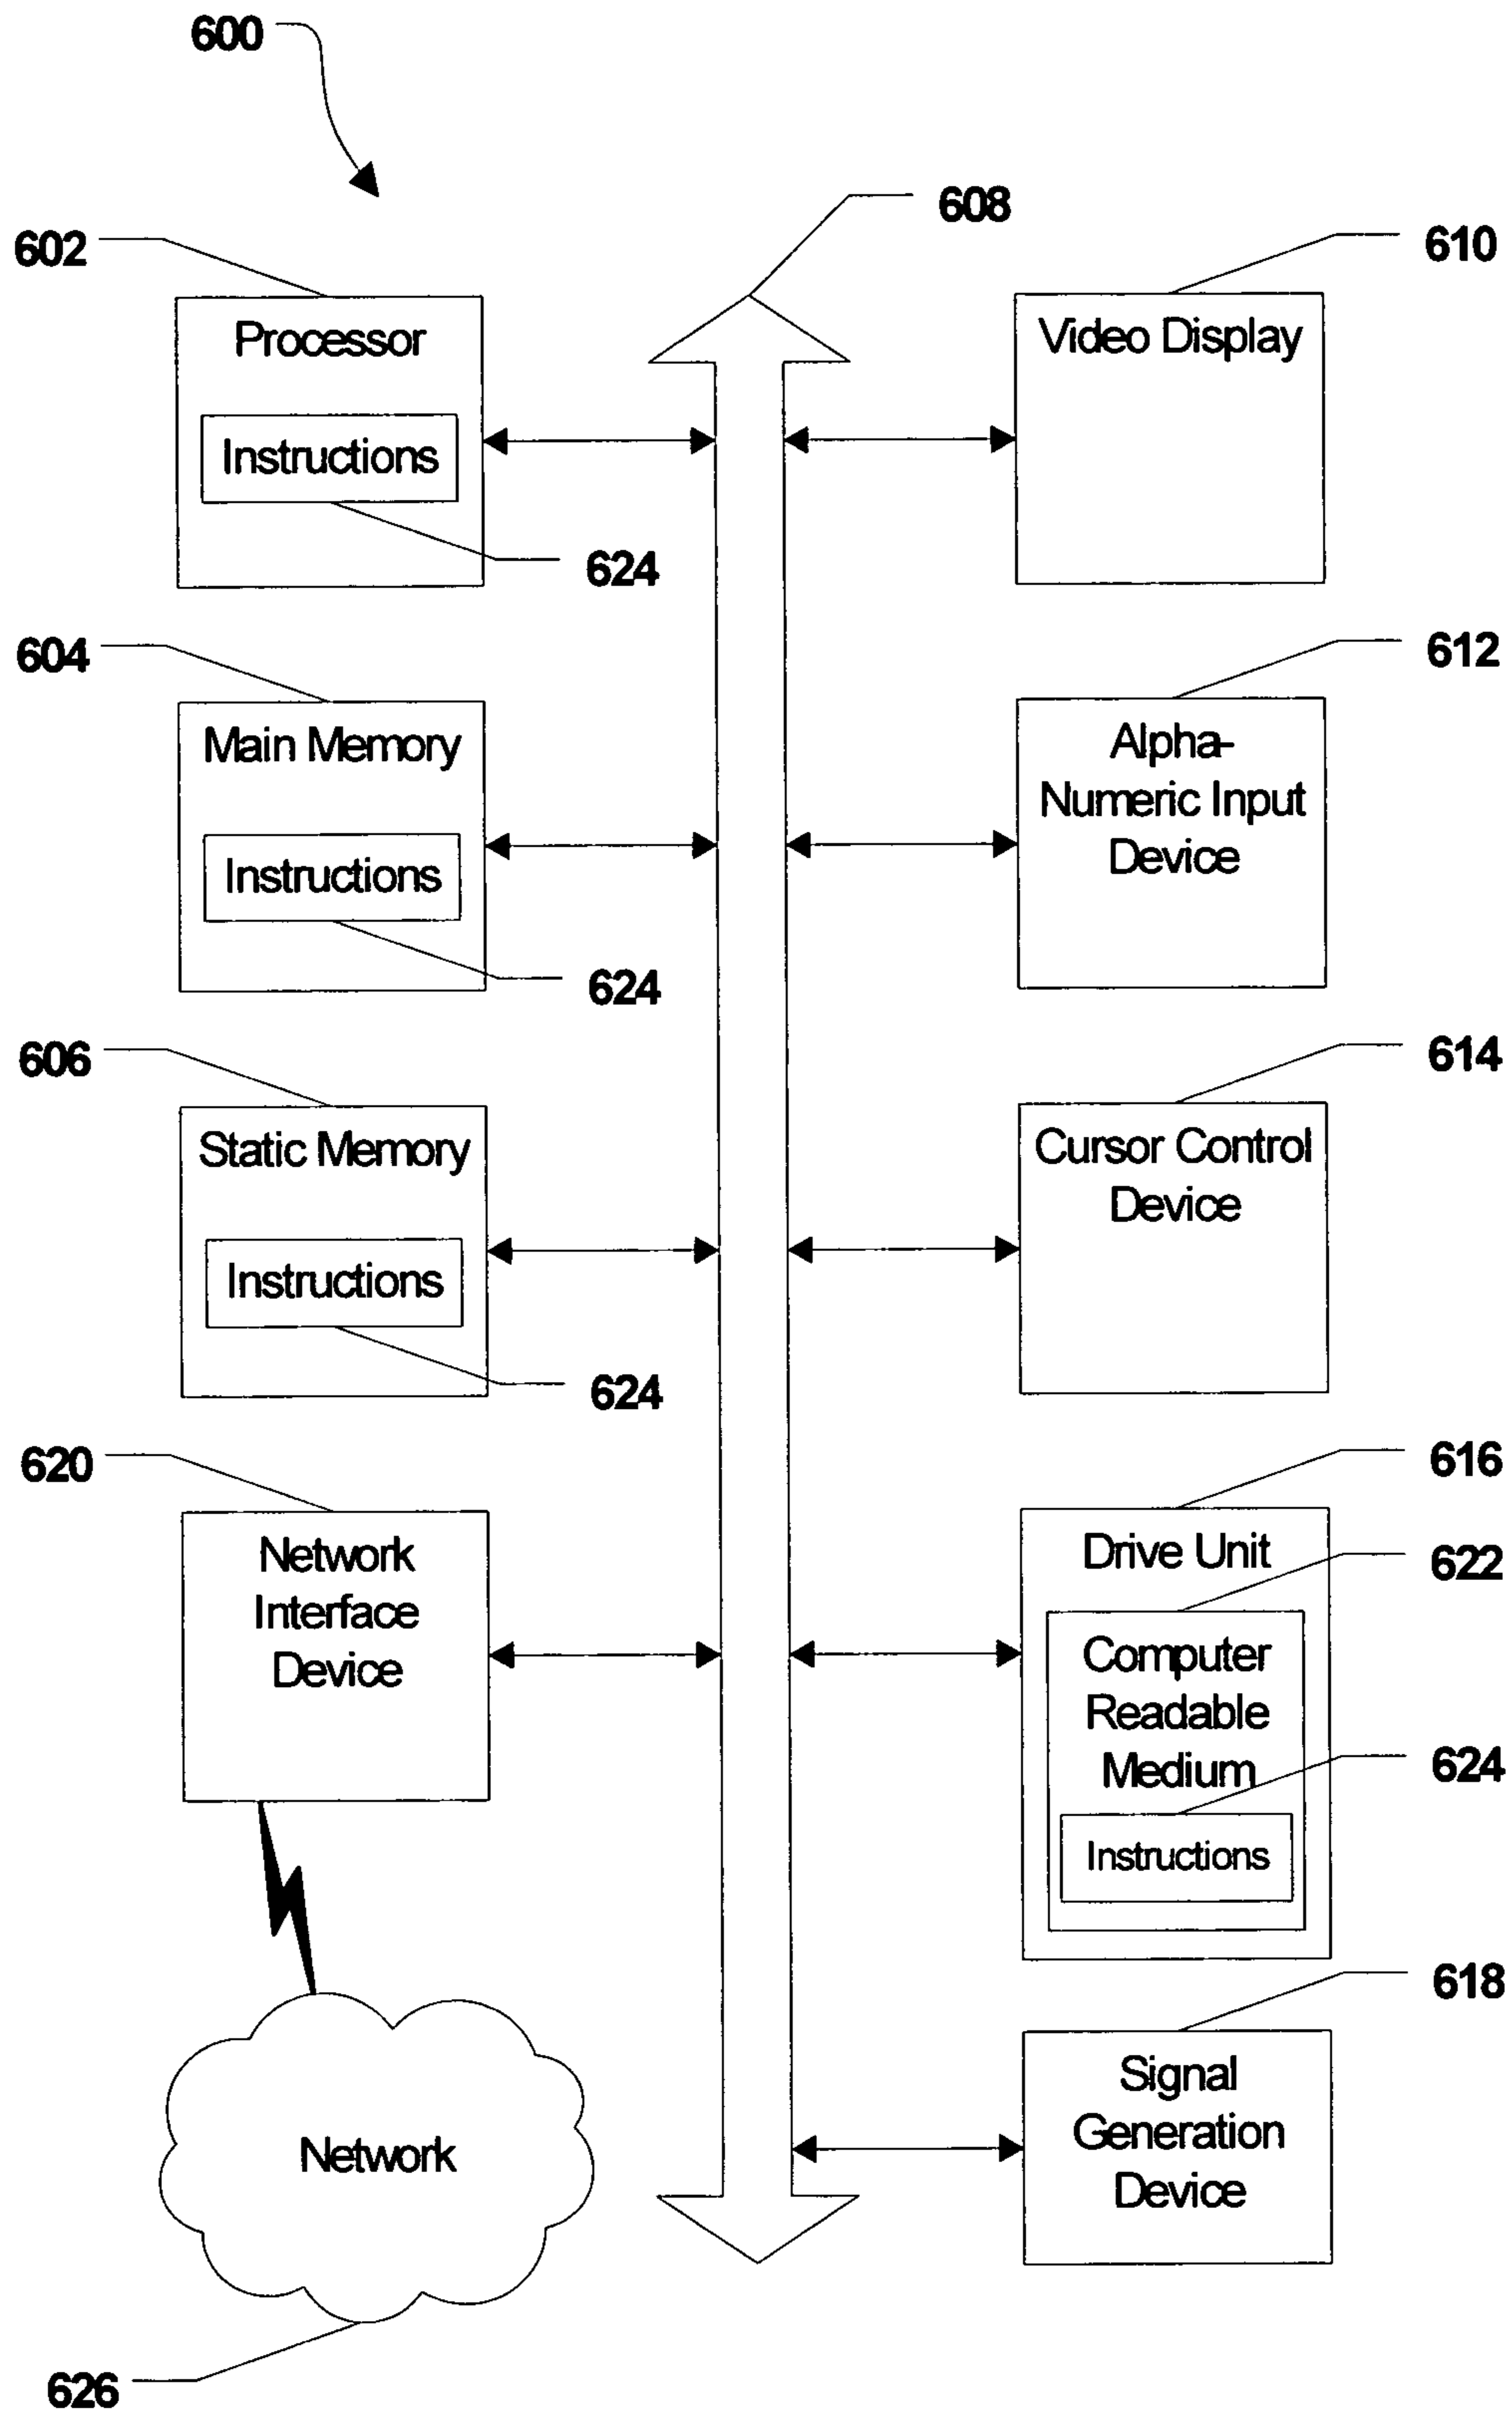 600
608
602
610
Processor
Instructions
624
Video Display
604
612
Main Memory
Instructions
624
Alpha-
Numeric Input
Device
606
614
Static Memory
Instructions
624
Cursor Control
Device
620
616
Network
Interface
Device
Drive Unit
622
Computer
Readable
Medium
624
Instructions
618
Signal
Generation
Device
Network
626